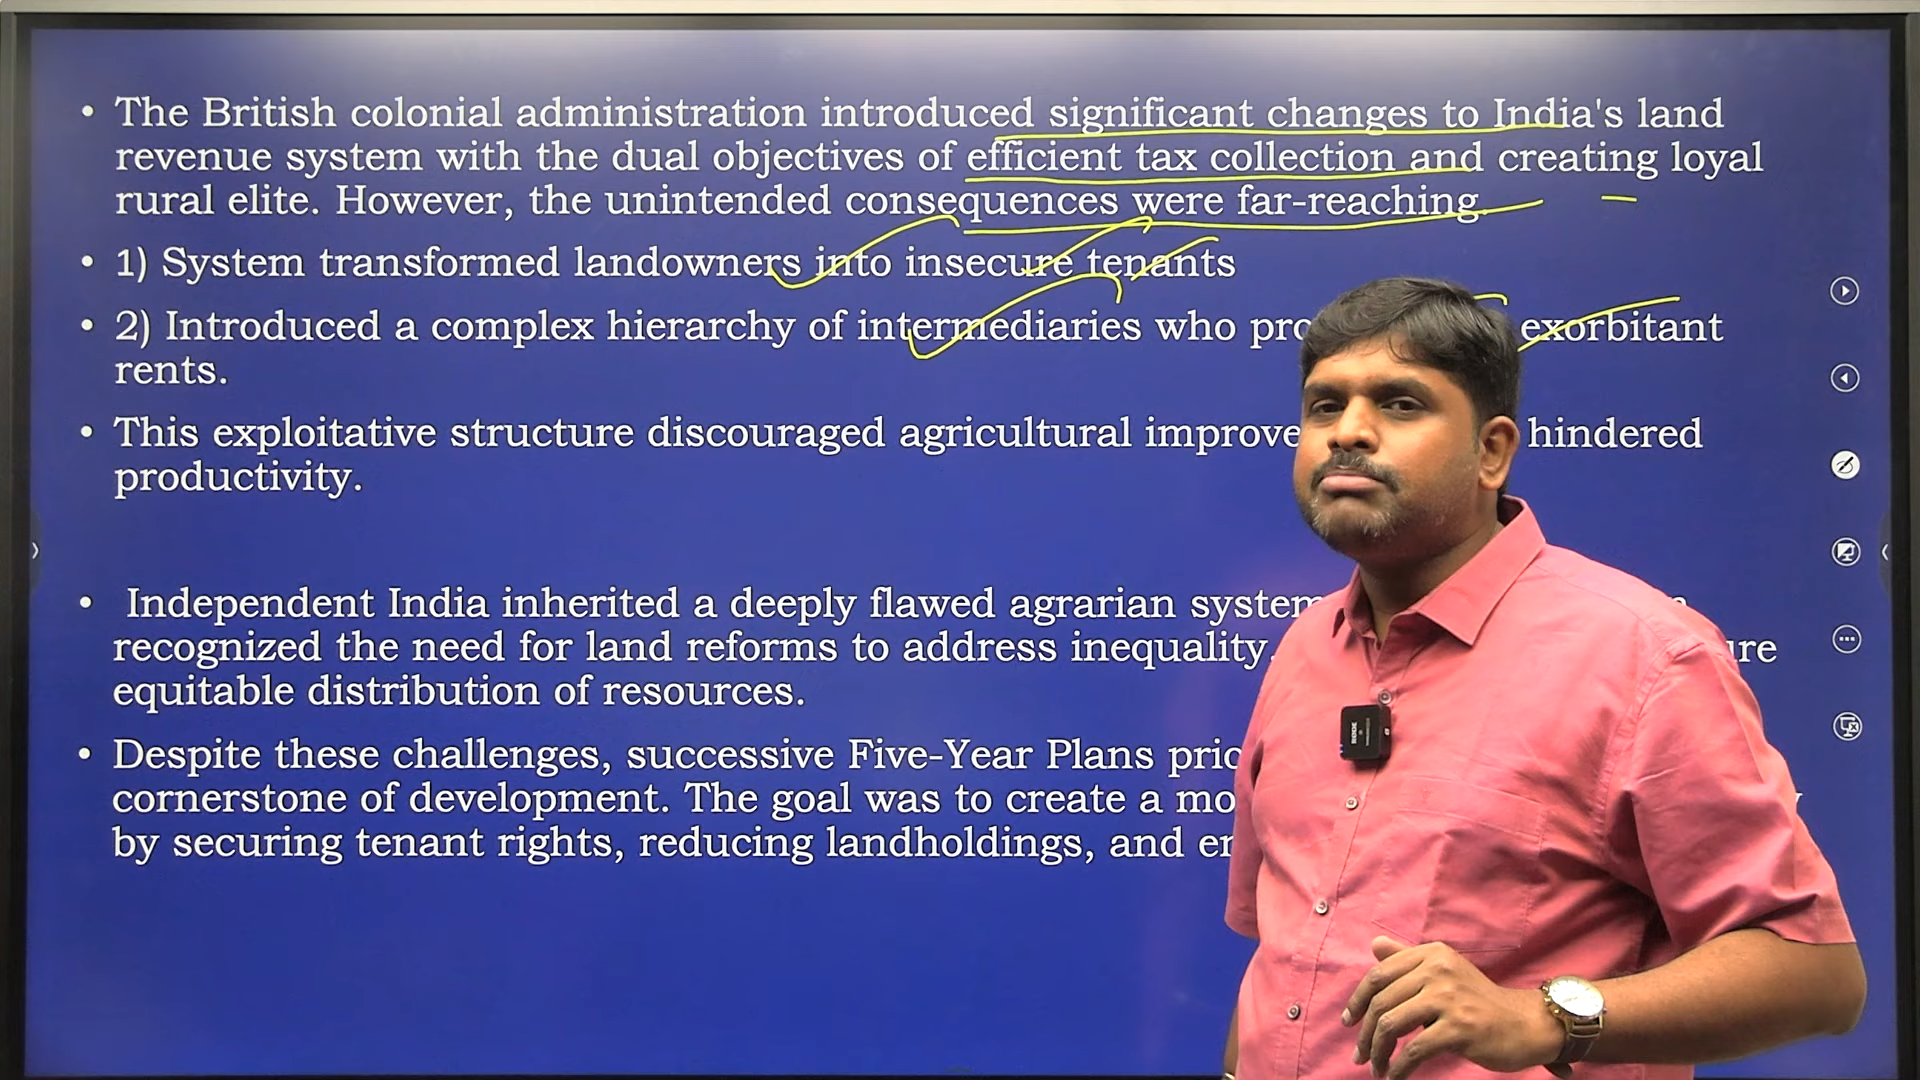 • The British colonial administration introduced significant changes to India's land
revenue system with the dual objectives of efficient tax collection and creating loyal
rural elite. However, the unintended consequences were far-reaching.
• 1) System transformed landowners into insecure tenants
• 2) Introduced a complex hierarchy of intermediaries who exorbitant
rents.
• This exploitative structure discouraged agricultural hindered
productivity.
• Independent India inherited a deeply flawed agrarian system
recognized the need for land reforms to address inequality,
equitable distribution of resources.
• Despite these challenges, successive Five-Year Plans
cornerstone of development. The goal was to create a
by securing tenant rights, reducing landholdings, and
RODE